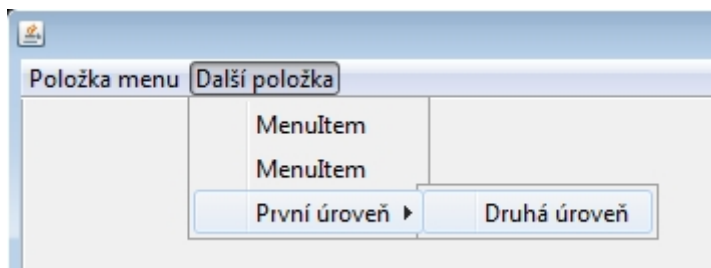 Položka menu Další položka
MenuItem
MenuItem
První úroveň Druhá úroveň